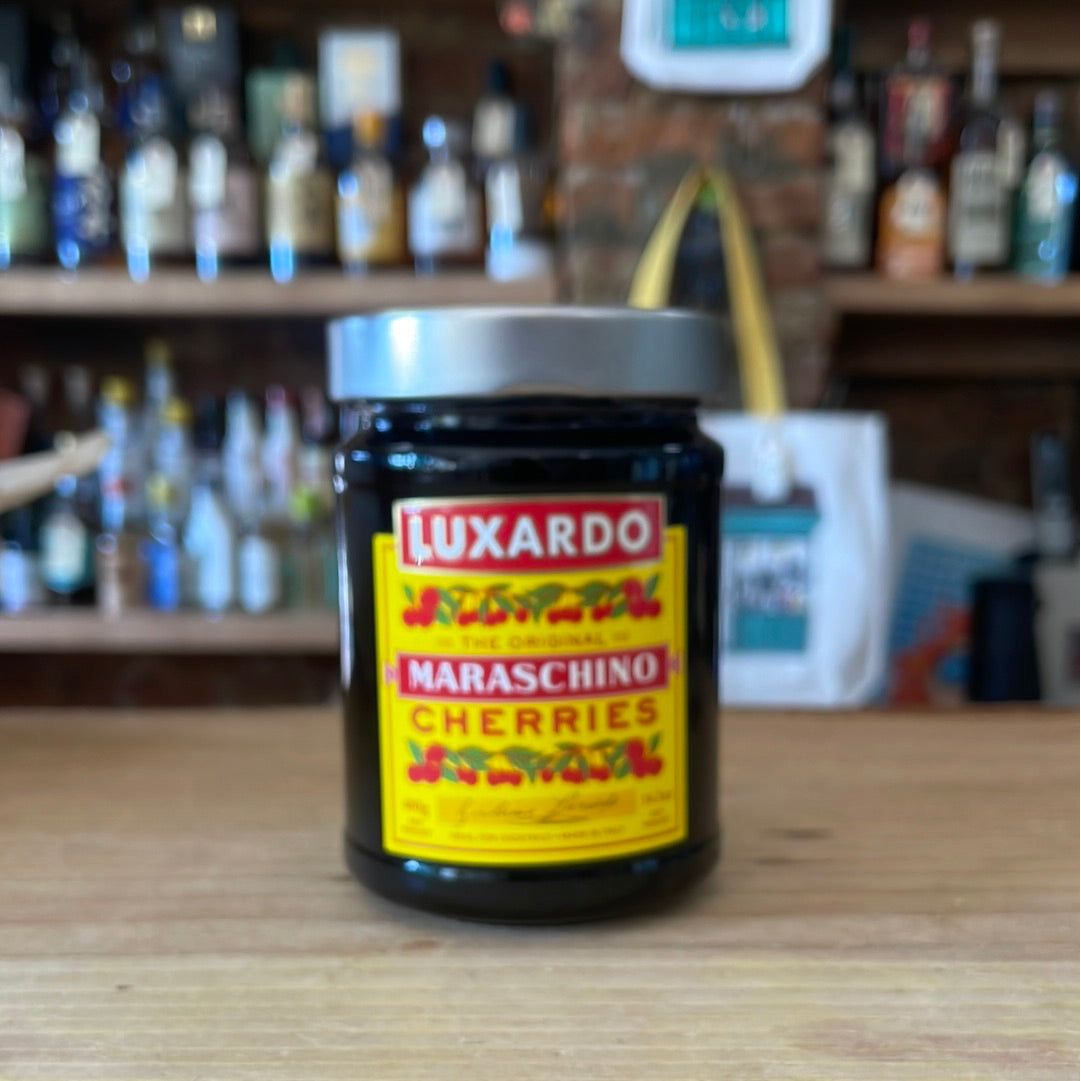 LUXARDO
THE ORIGINAL
MARASCHINO
CHERRIES